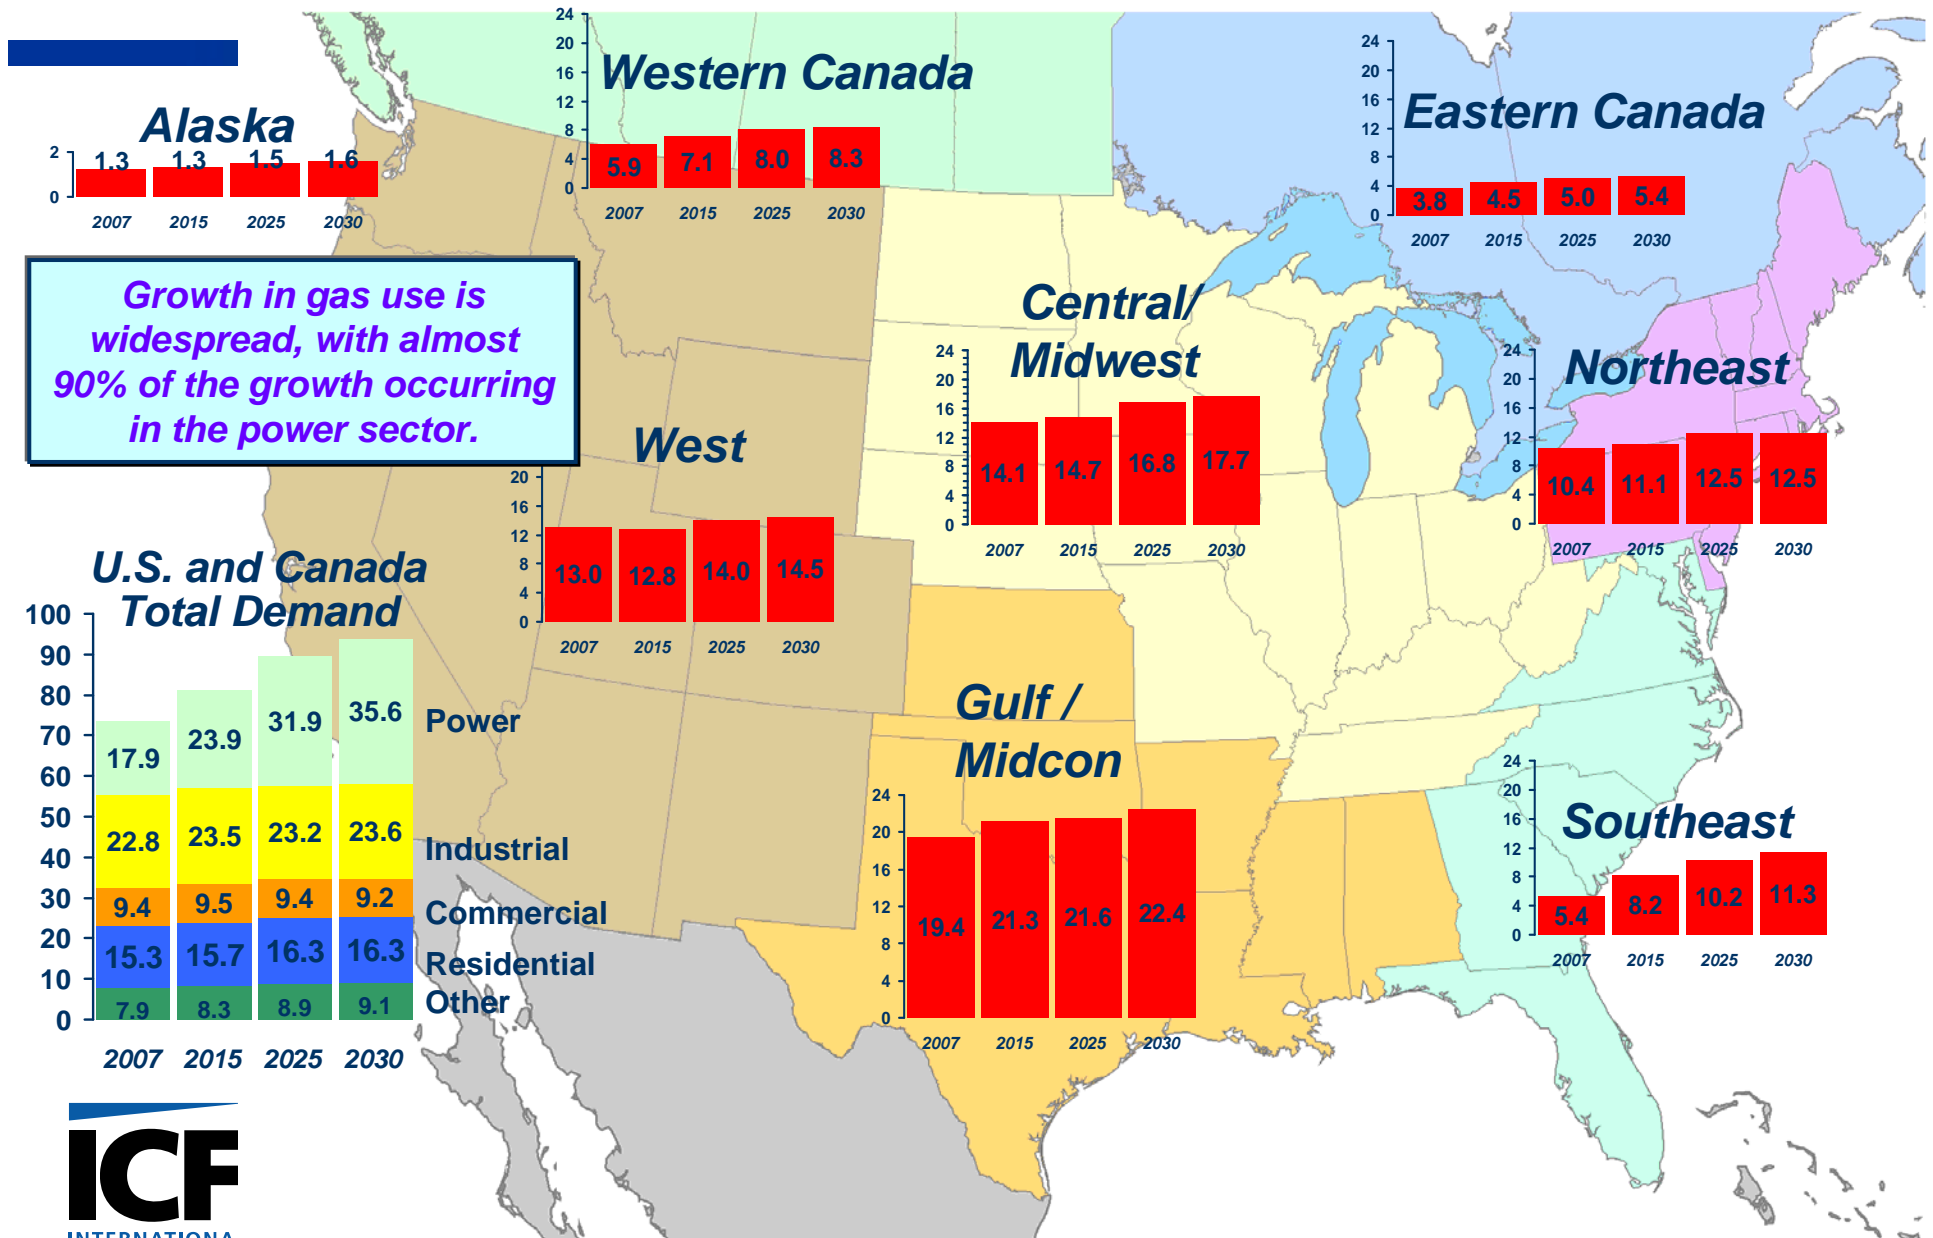 Alaska
2
0
1.3 1.3 1.5 1.6
2007 2015 2025 2030
Western Canada
24
20
16
12
8
4
0
5.9 7.1 8.0 8.3
2007 2015 2025 2030
Eastern Canada
24
20
16
12
8
4
0
3.8 4.5 5.0 5.4
2007 2015 2025 2030
Growth in gas use is
widespread, with almost
90% of the growth occurring
in the power sector.
Central/
Midwest
24
20
16
12
8
4
0
14.1 14.7 16.8 17.7
2007 2015 2025 2030
Northeast
24
20
16
12
8
4
0
10.4 11.1 12.5 12.5
2007 2015 2025 2030
West
20
16
12
8
4
0
13.0 12.8 14.0 14.5
2007 2015 2025 2030
U.S. and Canada
Total Demand
100
90
80
70
60
50
40
30
20
10
0
17.9 23.9 31.9 35.6 Power
22.8 23.5 23.2 23.6 Industrial
9.4 9.5 9.4 9.2 Commercial
15.3 15.7 16.3 16.3 Residential
7.9 8.3 8.9 9.1 Other
2007 2015 2025 2030
Gulf /
Midcon
24
20
16
12
8
4
0
19.4 21.3 21.6 22.4
2007 2015 2025 2030
Southeast
24
20
16
12
8
4
0
5.4 8.2 10.2 11.3
2007 2015 2025 2030
ICF
INTERNATIONA